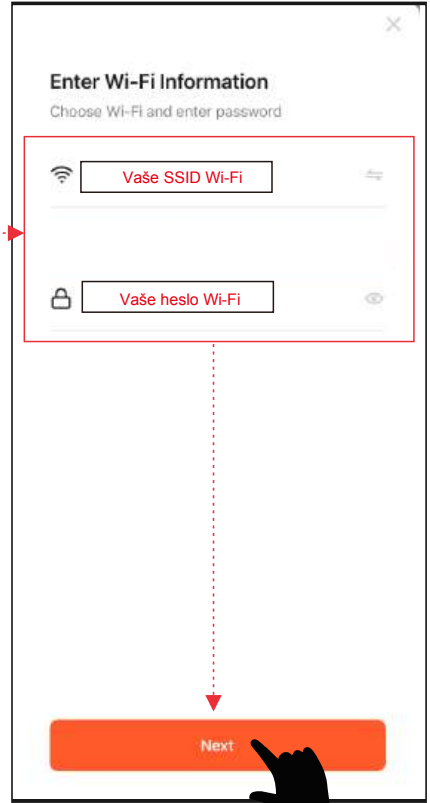 Enter Wi-Fi Information
Choose Wi-Fi and enter password
Vaše SSID Wi-Fi
Vaše heslo Wi-Fi
Next